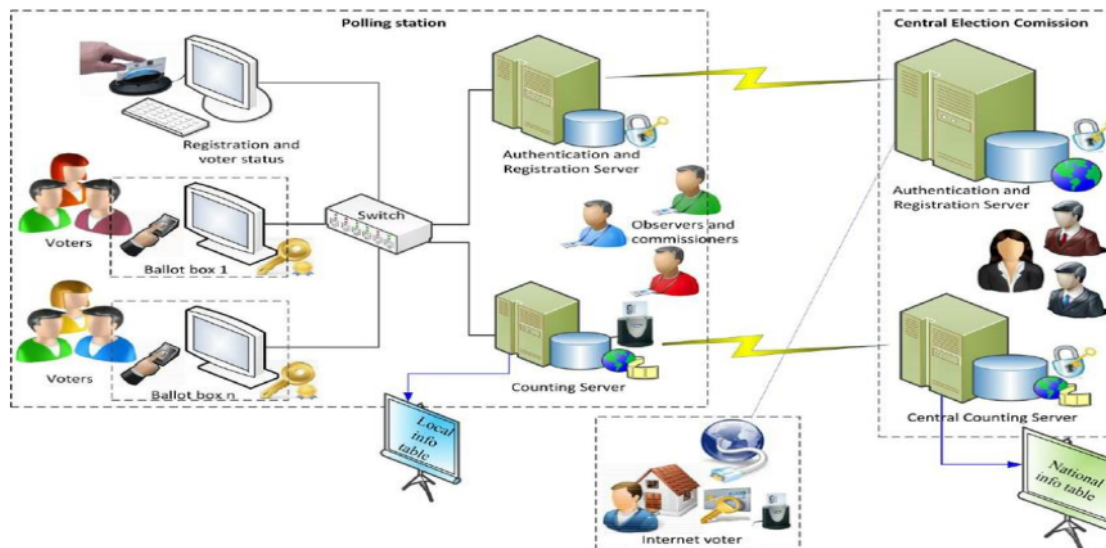 Polling station
Central Election Comission
Registration and
voter status
Authentication and
Registration Server
Authentication and
Registration Server
Switch
Observers and
commissioners
Voters
Ballot box 1
Voters
Ballot box n
Counting Server
Central Counting Server
Local
info
table
National
info table
Internet voter